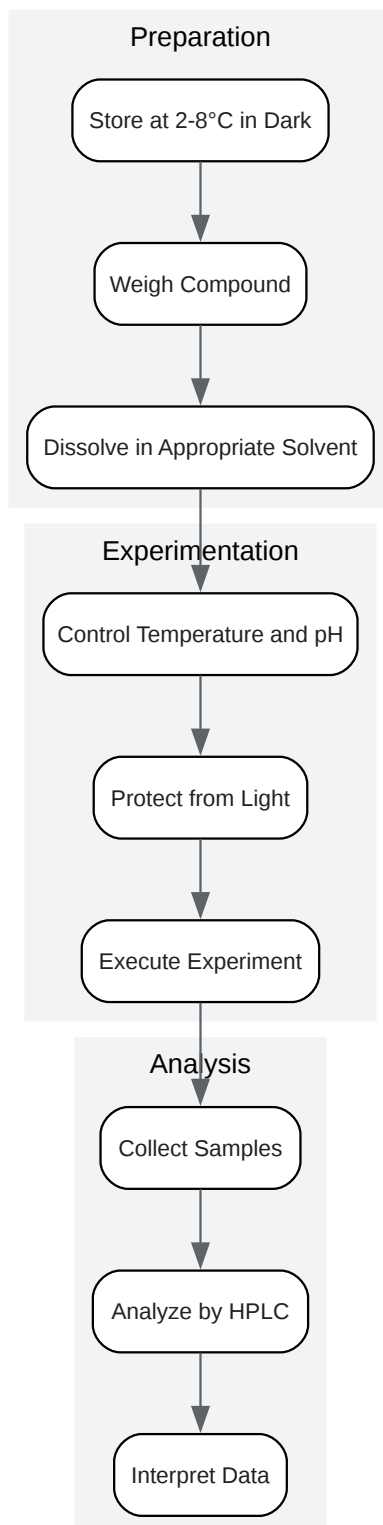 Preparation
Store at 2-8°C in Dark
Weigh Compound
Dissolve in Appropriate Solvent
Experimentation
Control Temperature and pH
Protect from Light
Execute Experiment
Analysis
Collect Samples
Analyze by HPLC
Interpret Data